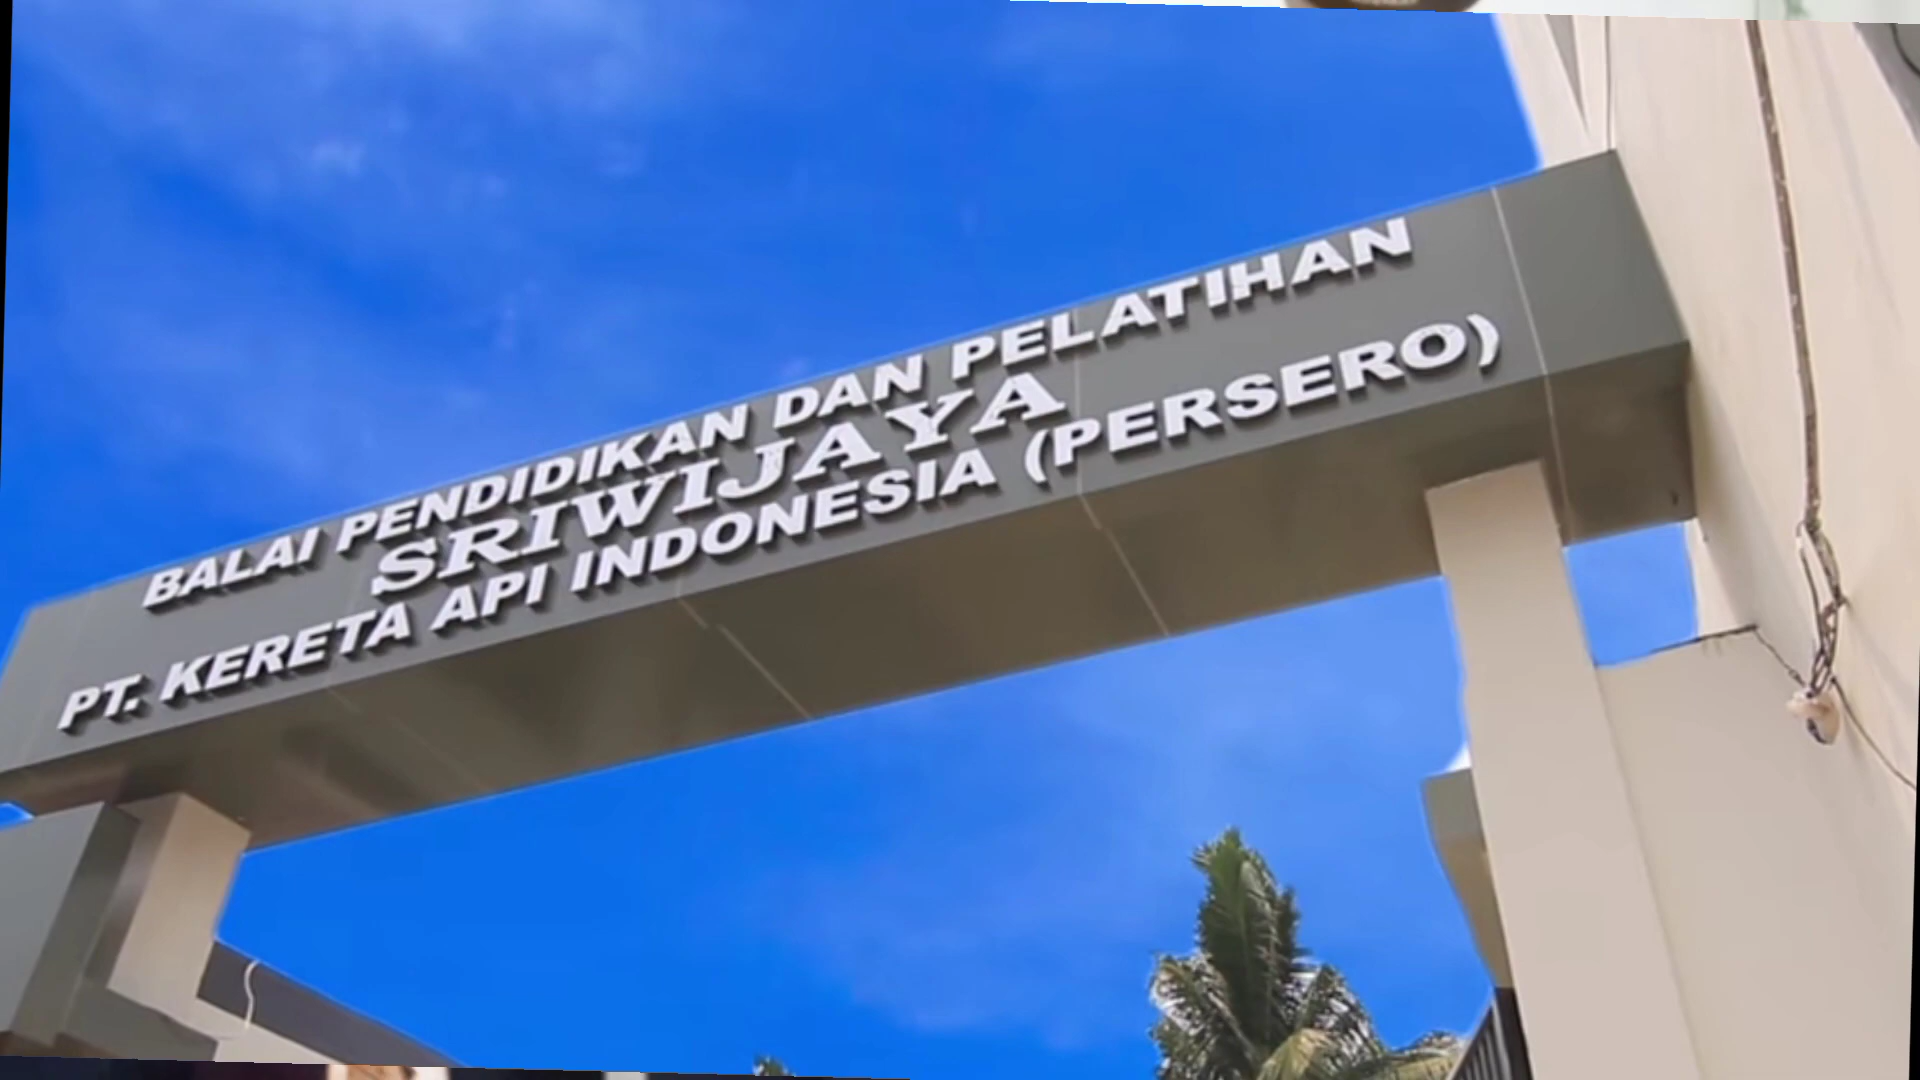 BALAI PENDIDIKAN DAN PELATIHAN
SRIWIJAYA
PT. KERETA API INDONESIA (PERSERO)